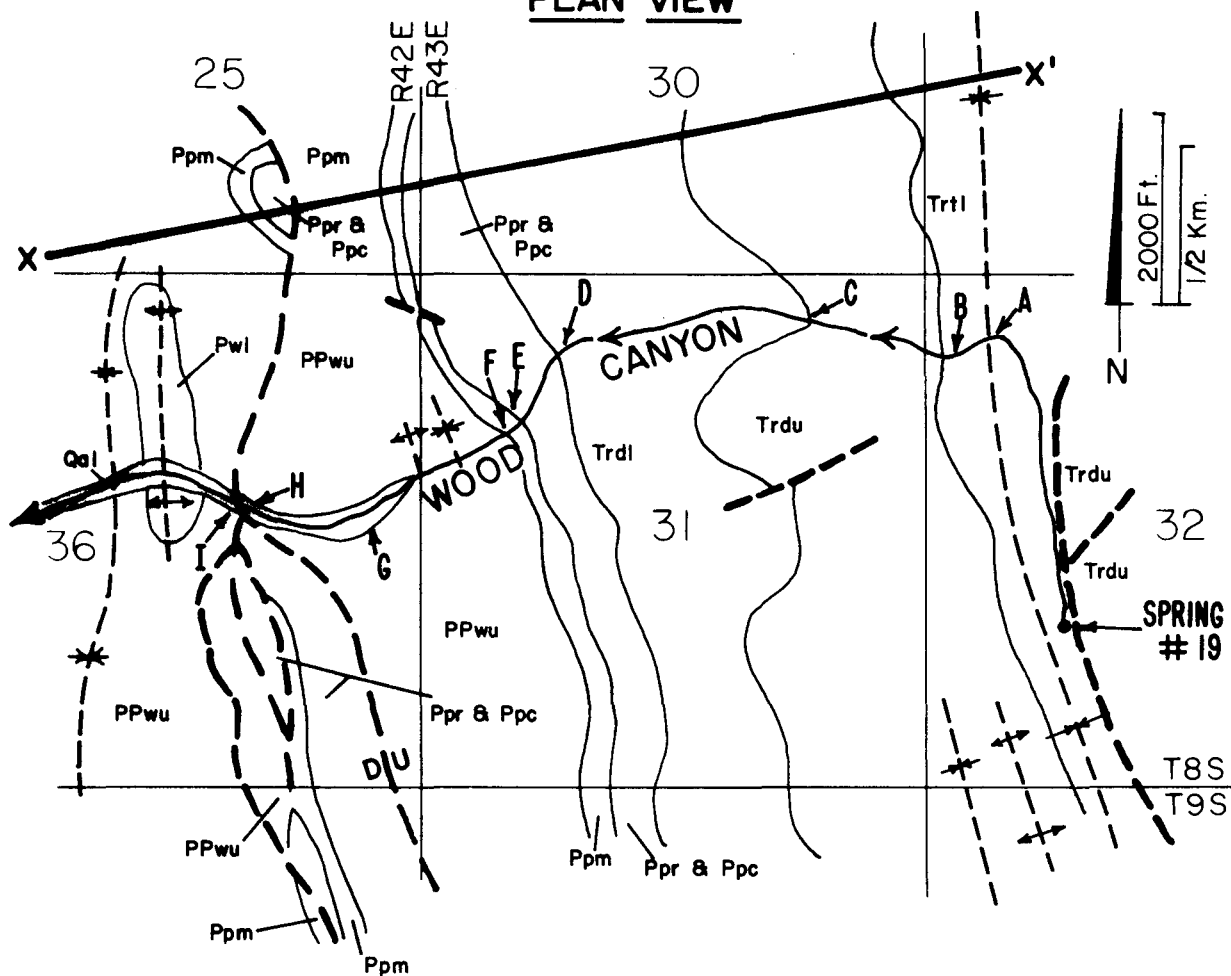 PLAN VIEW
25
R42E
R43E
30
X'
Ppm
Ppm
Ppr &
Ppc
Ppr &
Ppc
Trtl
2000 Ft.
1/2 Km.
X
N
Pwl
PPwu
D
C
B
A
CANYON
F
E
WOOD
Trdl
Trdu
Trdu
Qal
H
I
G
36
31
32
Trdu
SPRING
# 19
PPwu
PPwu
Ppr & Ppc
D U
T8S
T9S
PPwu
Ppm
Ppr & Ppc
Ppm
Ppm